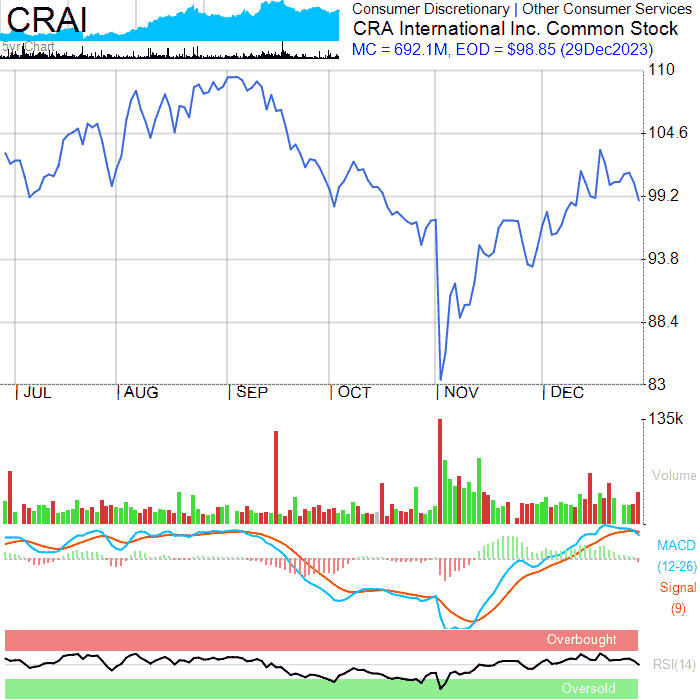 CRAI
5yr Chart
Consumer Discretionary | Other Consumer Services
CRA International Inc. Common Stock
MC = 692.1M, EOD = $98.85 (29Dec2023)
110
104.6
99.2
93.8
88.4
83
JUL AUG SEP OCT NOV DEC
135k
Volume
MACD
(12-26)
Signal
(9)
Overbought
RSI(14)
Oversold